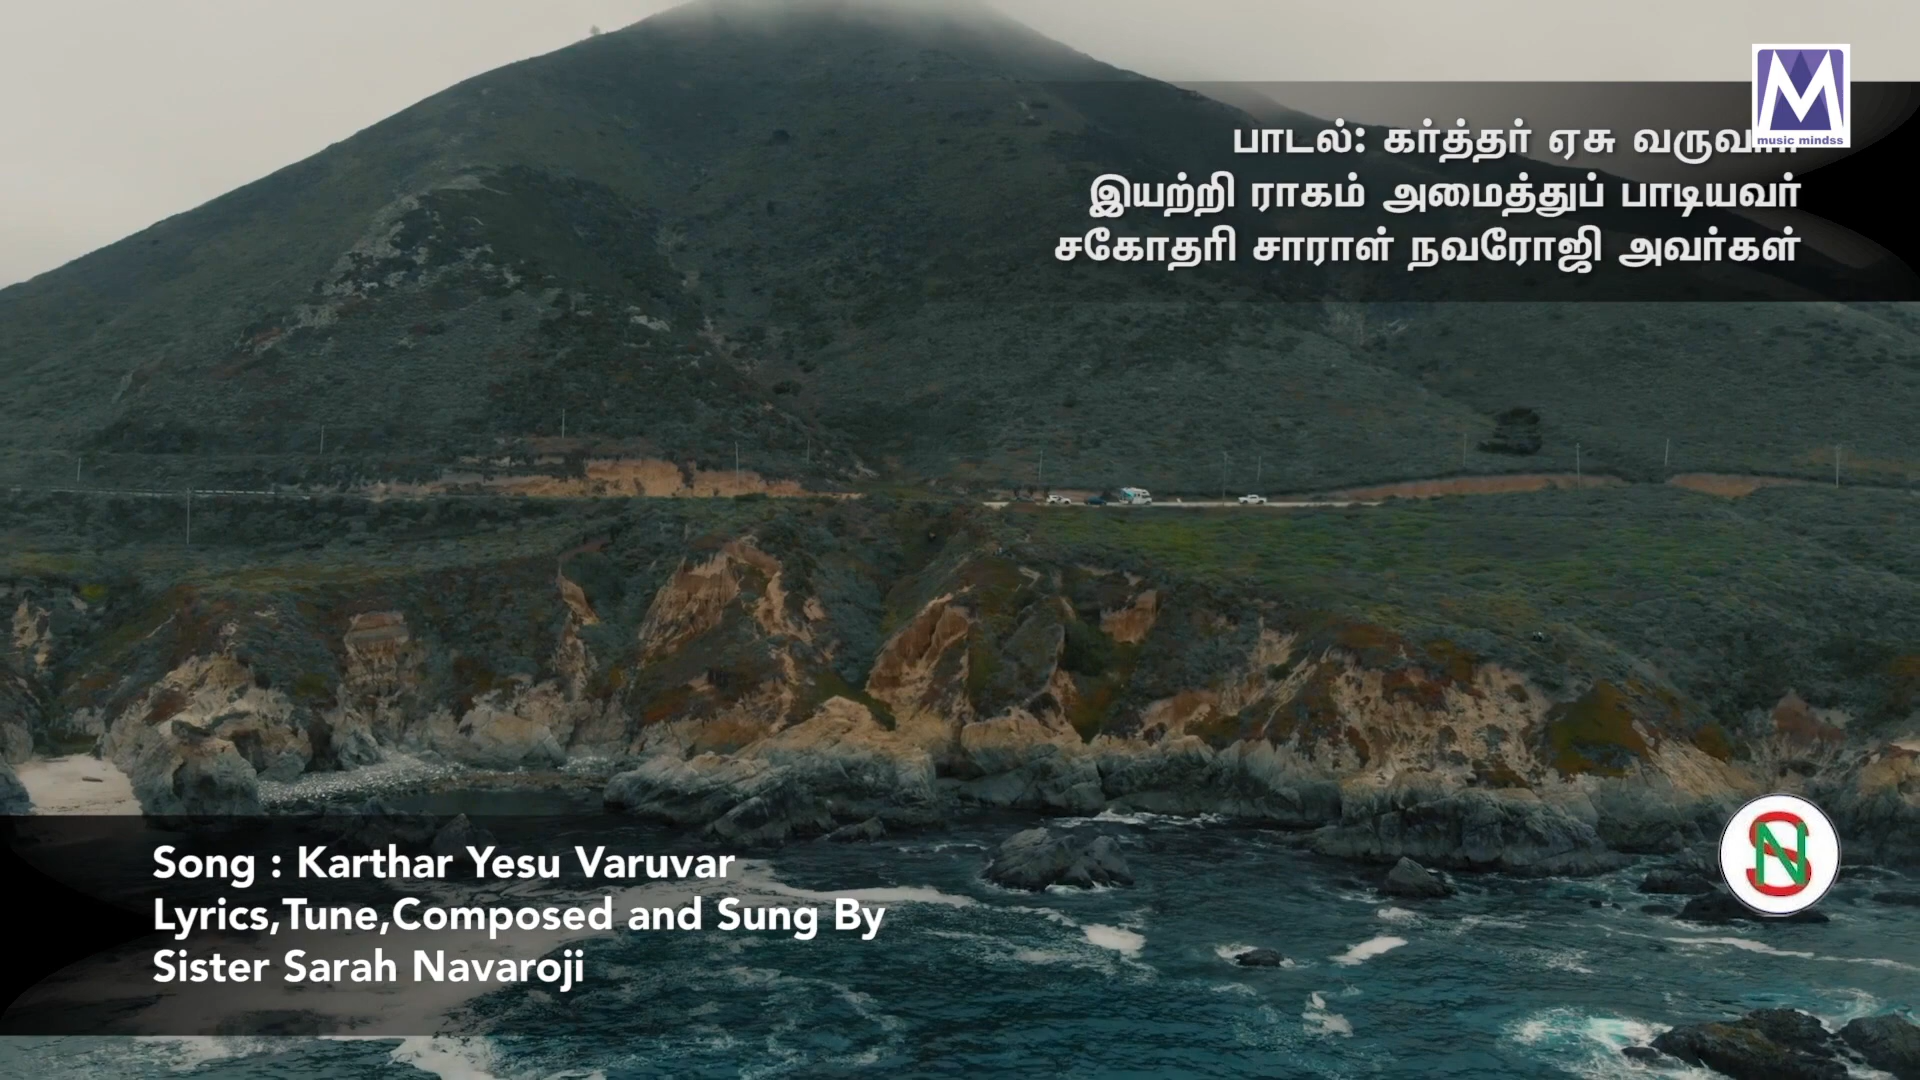 M
music mindss
பாடல்: கர்த்தர் ஏசு
இயற்றி ராகம் அமைத்துப் பாடியவர்
சகோதரி சாராள் நவரோஜி அவர்கள்
SN
Song : Karthar Yesu Varuvar
Lyrics,Tune,Composed and Sung By
Sister Sarah Navaroji